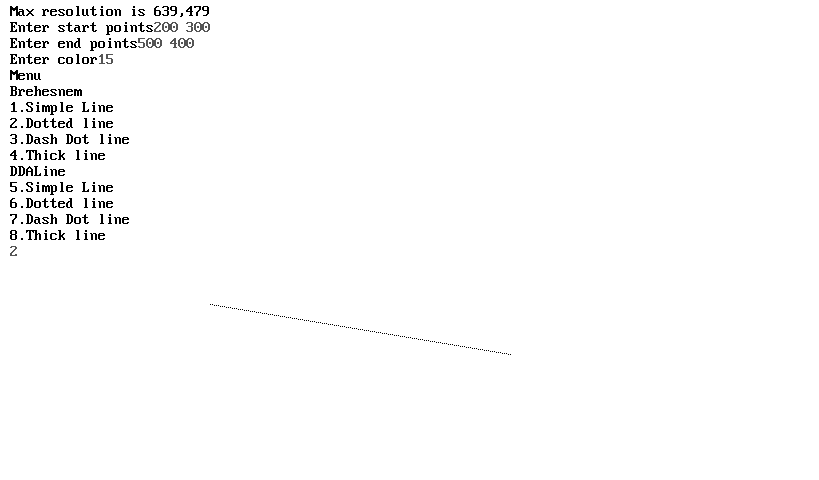 Max resolution is 639,479
Enter start points200 300
Enter end points500 400
Enter color15
Menu
Brehesnem
1.Simple Line
2.Dotted line
3.Dash Dot line
4.Thick line
DDALine
5.Simple Line
6.Dotted line
7.Dash Dot line
8.Thick line
2